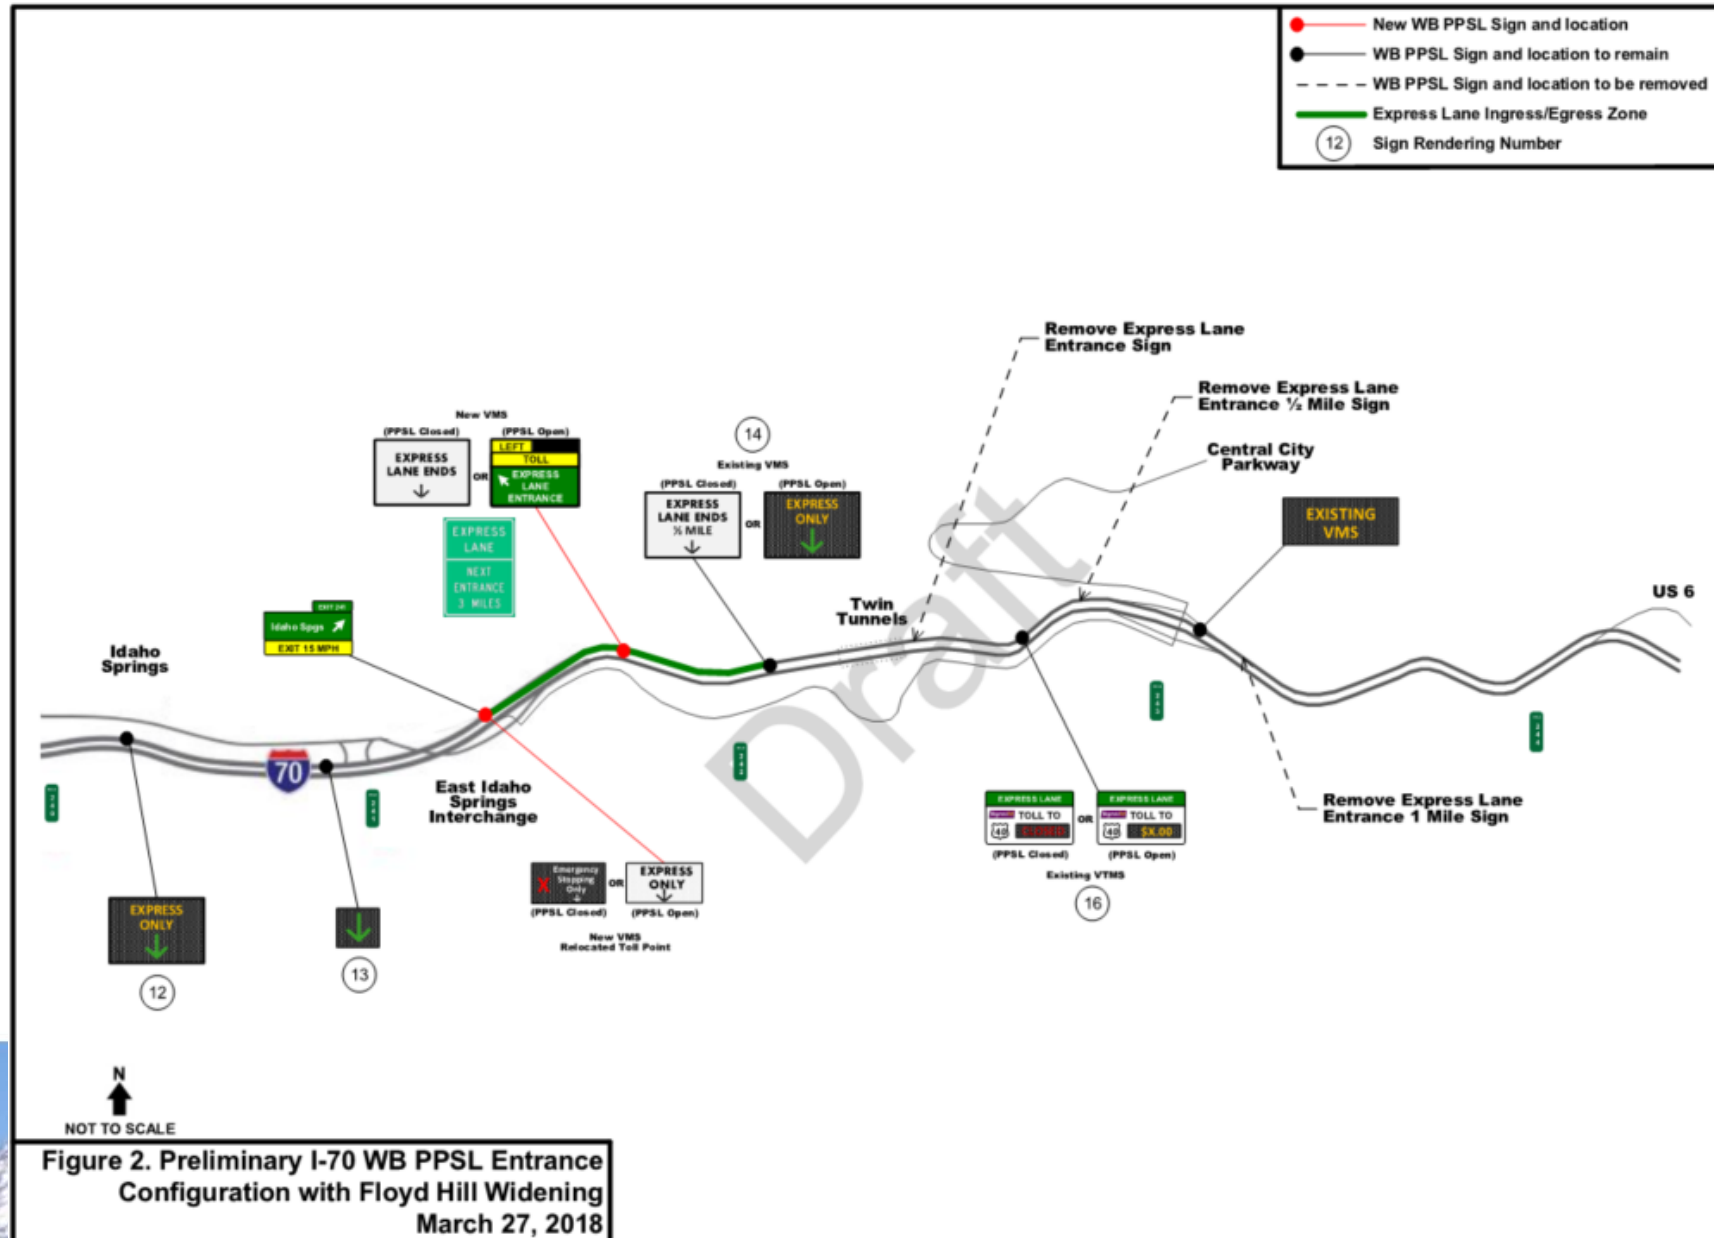 New WB PPSL Sign and location
WB PPSL Sign and location to remain
WB PPSL Sign and location to be removed
Express Lane Ingress/Egress Zone
12
Sign Rendering Number
Remove Express Lane
Entrance Sign
Remove Express Lane
Entrance ½ Mile Sign
Central City
Parkway
New VMS
(PPSL Closed)
(PPSL Open)
EXPRESS
LANE ENDS
OR
LEFT
TOLL
EXPRESS
LANE
ENTRANCE
14
Existing VMS
(PPSL Closed)
(PPSL Open)
EXPRESS
LANE ENDS
½ MILE
OR
EXPRESS
ONLY
EXISTING
VMS
EXPRESS
LANE
NEXT
ENTRANCE
3 MILES
US 6
Twin
Tunnels
EXIT 241
Idaho Spgs
EXIT 15 MPH
Idaho
Springs
Draft
70
East Idaho
Springs
Interchange
Remove Express Lane
Entrance 1 Mile Sign
EXPRESS LANE
TOLL TO
40
OR
EXPRESS LANE
TOLL TO
40
$X.00
(PPSL Closed)
(PPSL Open)
Existing VTMS
16
X
Emergency
Stopping
Only
OR
EXPRESS
ONLY
(PPSL Closed)
(PPSL Open)
New VMS
Relocated Toll Point
EXPRESS
ONLY
12
13
N
NOT TO SCALE
Figure 2. Preliminary I-70 WB PPSL Entrance
Configuration with Floyd Hill Widening
March 27, 2018